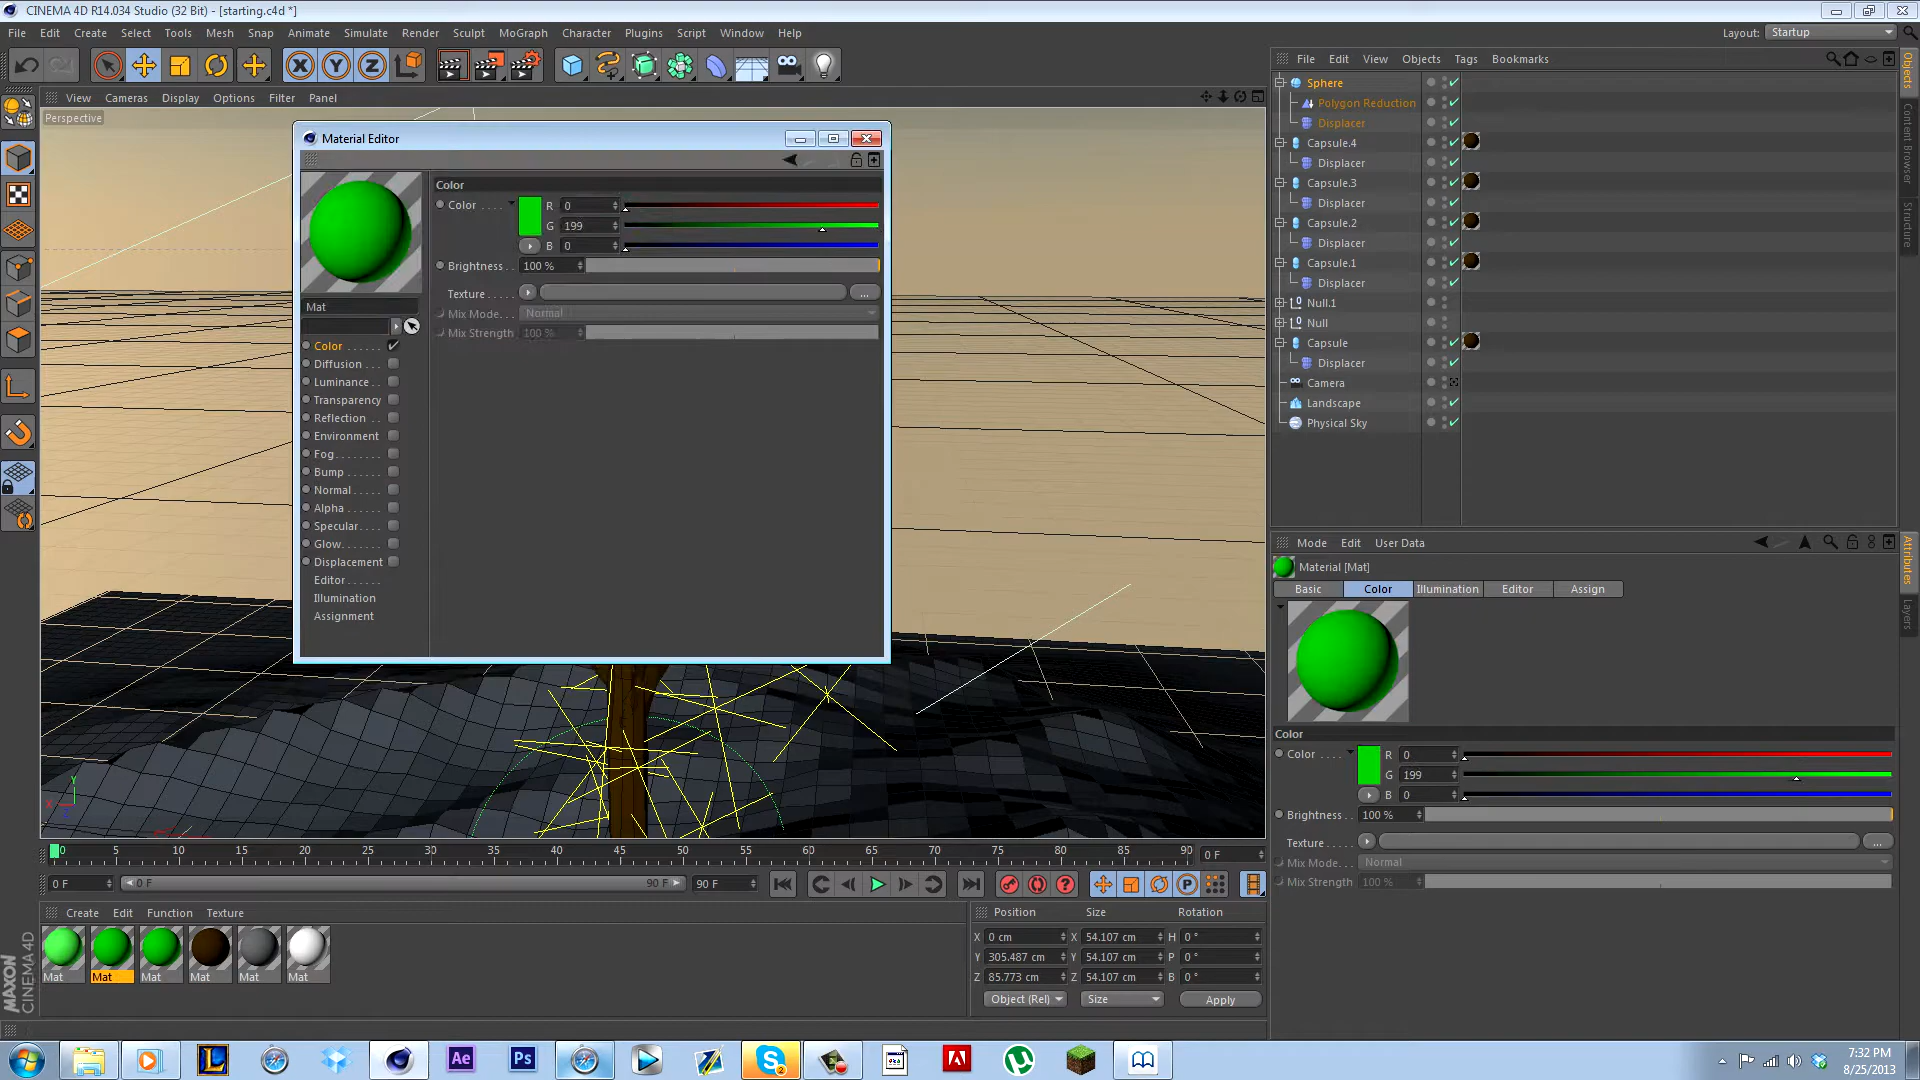 CINEMA 4D R14.034 Studio (32 Bit) - [starting.c4d *]
File Edit Create Select Tools Mesh Snap Animate Simulate Render Sculpt MoGraph Character Plugins Script Window Help
Layout: Startup
View Cameras Display Options Filter Panel
Perspective
Material Editor
Color
Color . . . . R 0
G 199
B 0
Brightness . . 100 %
Texture . . . . . ...
Mix Mode. . . Normal
Mix Strength 100 %
Mat
Color . . . . . .
Diffusion . . . .
Luminance . .
Transparency
Reflection . .
Environment
Fog. . . . . . . .
Bump . . . . . .
Normal . . . . .
Alpha . . . . . .
Specular. . . .
Glow. . . . . . .
Displacement
Editor . . . . . .
Illumination
Assignment
File Edit View Objects Tags Bookmarks
Sphere
Polygon Reduction
Displacer
Capsule.4
Displacer
Capsule.3
Displacer
Capsule.2
Displacer
Capsule.1
Displacer
Null.1
Null
Capsule
Displacer
Camera
Landscape
Physical Sky
Objects
Content Browser
Structure
Mode Edit User Data
Material [Mat]
Basic Color Illumination Editor Assign
Color
Color . . . . R 0
G 199
B 0
Brightness . . 100 %
Texture . . . . . ...
Mix Mode. . . Normal
Mix Strength 100 %
Attributes
Layers
Y
X
0 5 10 15 20 25 30 35 40 45 50 55 60 65 70 75 80 85 90 0 F
0 F 0 F 90 F 90 F
Create Edit Function Texture
Mat Mat Mat Mat Mat Mat
Position Size Rotation
X 0 cm X 54.107 cm H 0 °
Y 305.487 cm Y 54.107 cm P 0 °
Z 85.773 cm Z 54.107 cm B 0 °
Object (Rel) Size Apply
MAXON
CINEMA 4D
Ae Ps
7:32 PM
8/25/2013